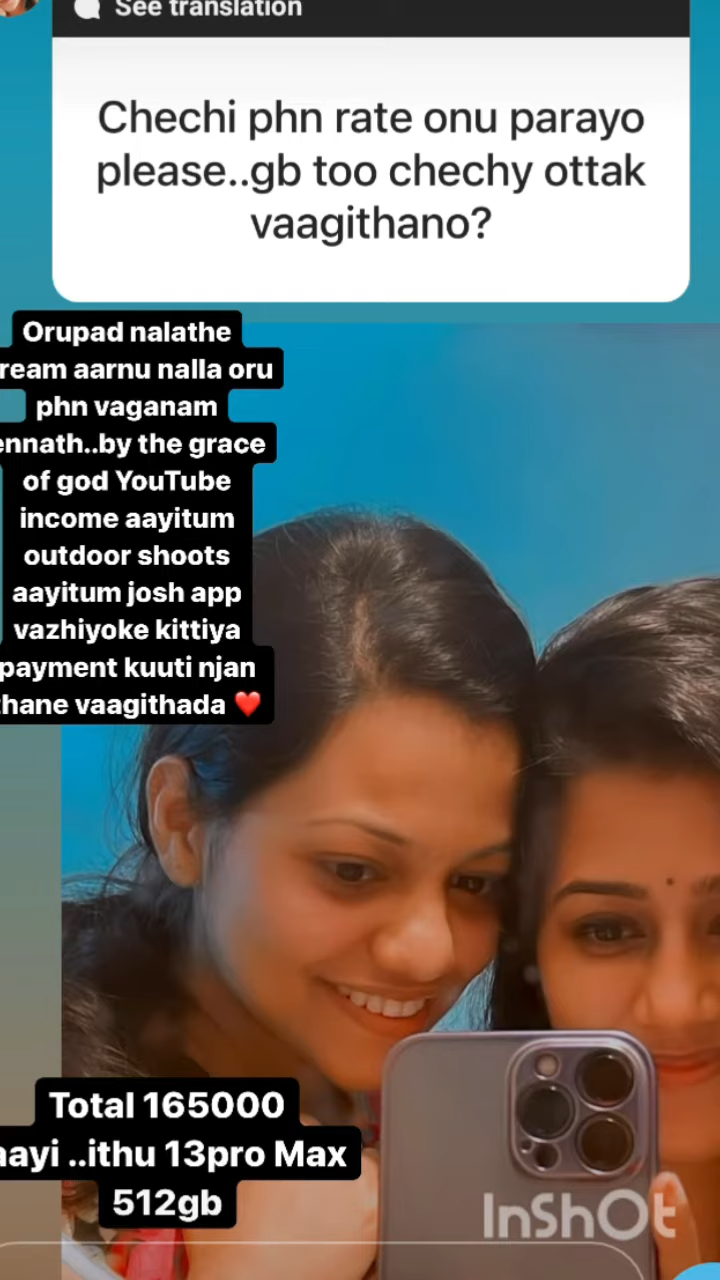 See translation
Chechi phn rate onu parayo
please..gb too chechy ottak
vaagithano?
Orupad nalathe
ream aarnu nalla oru
phn vaganam
ennath..by the grace
of god YouTube
income aayitum
outdoor shoots
aayitum josh app
vazhiyoke kittiya
payment kuuti njan
thane vaagithada ❤️
Total 165000
aayi ..ithu 13pro Max
512gb
InShOt